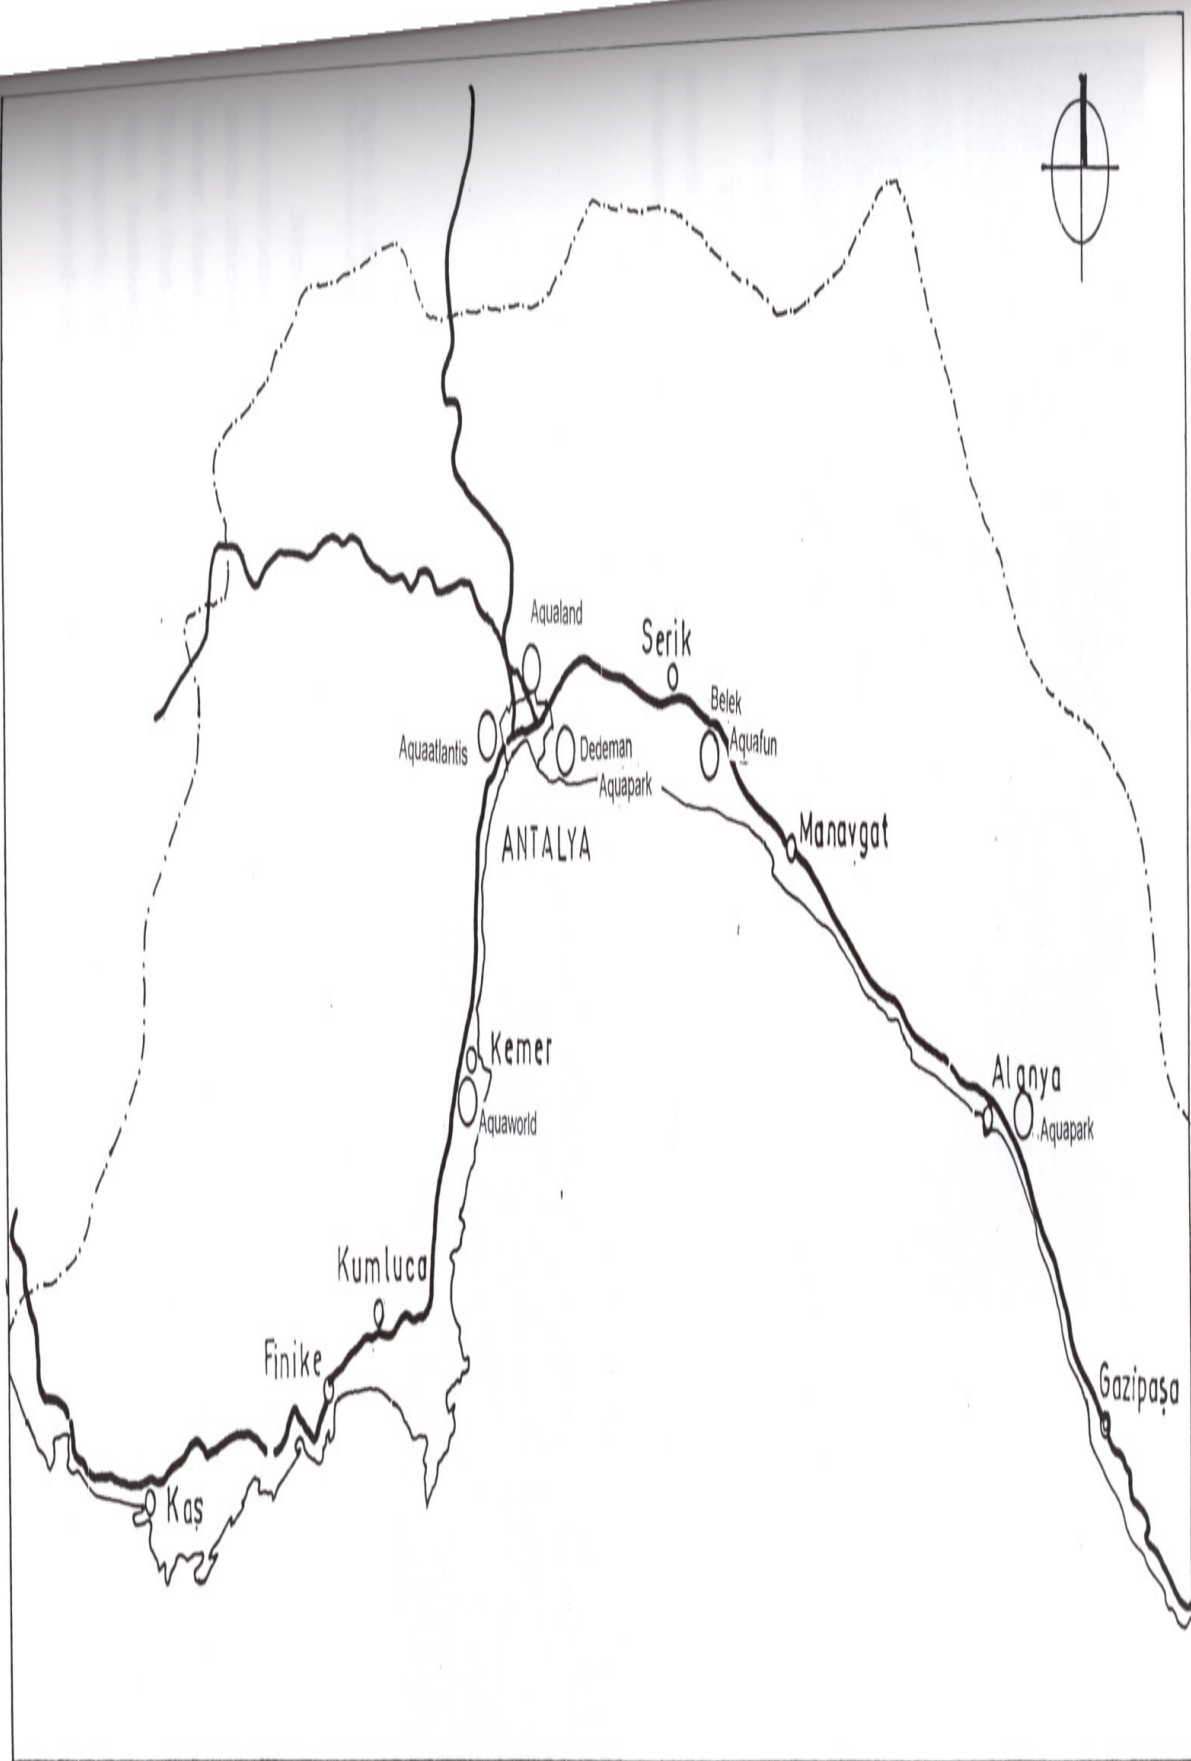 Aqualand
Serik
Belek
Aquaatlantis
Dedeman
Aquafun
Aquapark
ANTALYA
Manavgat
Kemer
Alanya
Aquaworld
Aquapark
Kumluca
Finike
Gazipaşa
Kaş